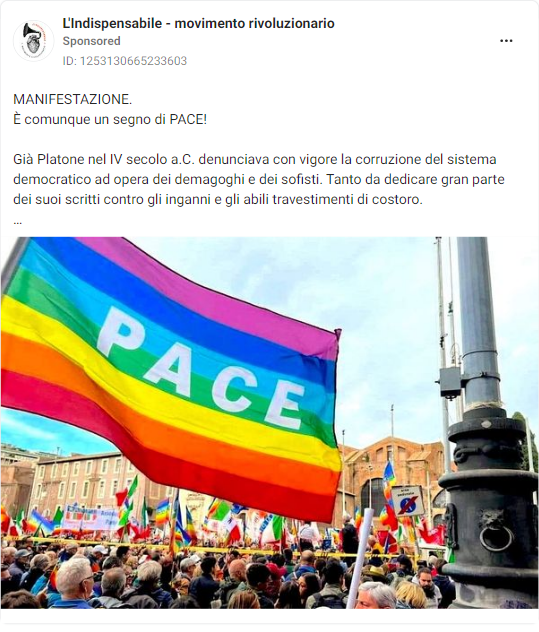 L'Indispensabile - movimento rivoluzionario
Sponsored
ID: 1253130665233603
MANIFESTAZIONE.
È comunque un segno di PACE!
Già Platone nel IV secolo a.C. denunciava con vigore la corruzione del sistema
democratico ad opera dei demagoghi e dei sofisti. Tanto da dedicare gran parte
dei suoi scritti contro gli inganni e gli abili travestimenti di costoro.
...
PACE